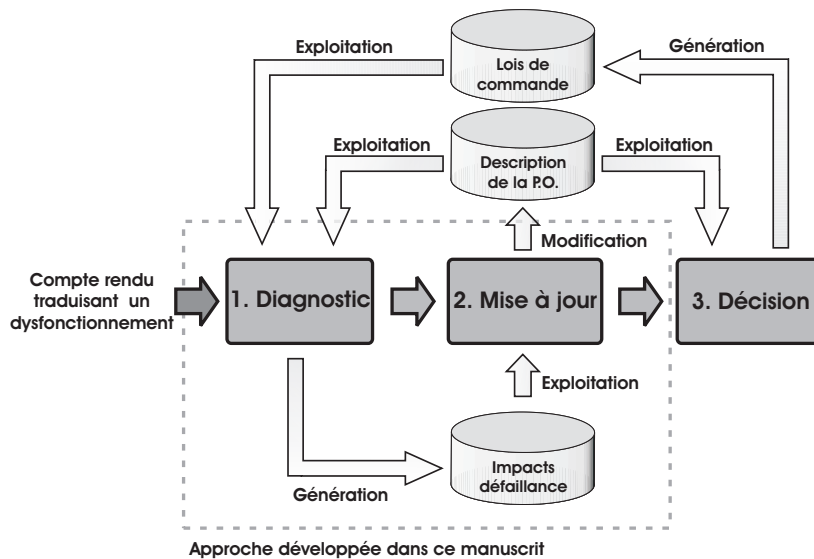 Exploitation
Génération
Lois de
commande
Exploitation
Exploitation
Description
de la P.O.
Modification
Compte rendu
traduisant un
dysfonctionnement
1. Diagnostic
2. Mise à jour
3. Décision
Exploitation
Impacts
défaillance
Génération
Approche développée dans ce manuscrit